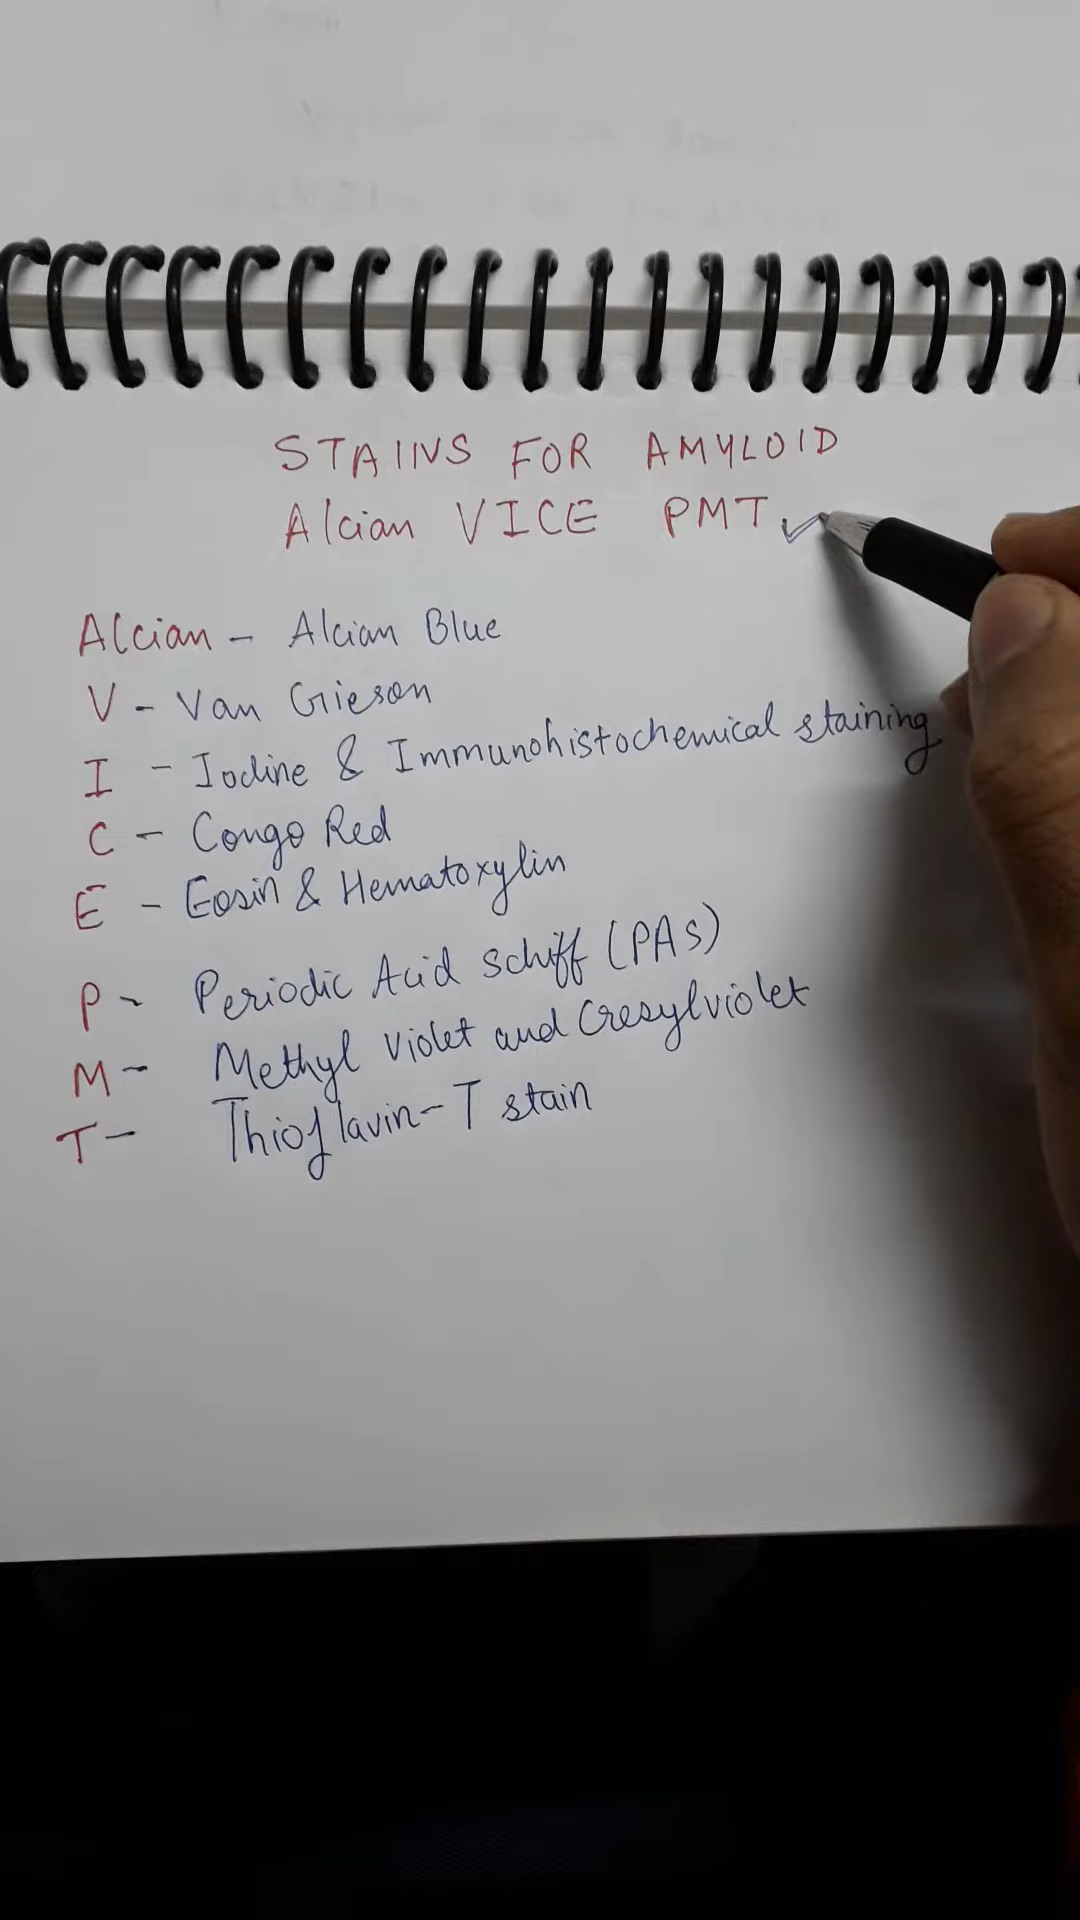 STAINS FOR AMYLOID
Alcian VICE PMT
Alcian - Alcian Blue
V - Van Gieson
I - Iodine & Immunohistochemical staining
C - Congo Red
E - Eosin & Hematoxylin
P - Periodic Acid Schiff (PAS)
M - Methyl violet and Cresylviolet
T - Thioflavin-T stain